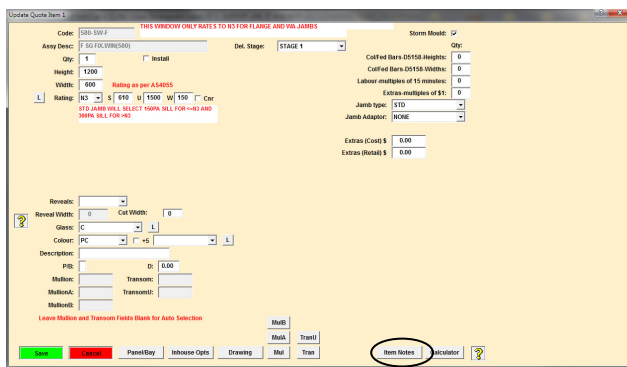 Update Quote Item 1
THIS WINDOW ONLY RATES TO N3 FOR FLANGE AND WA JAMBS
Code: 580-SW-F
Storm Mould:
Assy Desc: F SG FIX.WIN(580) Del. Stage: STAGE 1
Qty:
Qty: 1 Install
Col/Fed Bars-D5158-Heights: 0
Height: 1200
Col/Fed Bars-D5158-Widths: 0
Width: 600 Rating as per AS4055
Labour-multiples of 15 minutes: 0
L Rating: N3 S 610 U 1500 W 150 Cnr
Extras-multiples of $1: 0
STD JAMB WILL SELECT 150PA SILL FOR <=N3 AND
300PA SILL FOR >N3
Jamb type: STD
Jamb Adaptor: NONE
Extras (Cost) $ 0.00
Extras (Retail) $ 0.00
Reveals:
? Reveal Width: 0 Cut Width: 0
Glass: C L
Colour: PC +5 L
Description:
P/B: D: 0.00
Mullion: Transom:
MullionA: TransomU:
MullionB:
Leave Mullion and Transom Fields Blank for Auto Selection
MulB
MulA TranU
Save Cancel Panel/Bay Inhouse Opts Drawing Mul Tran Item Notes Calculator ?